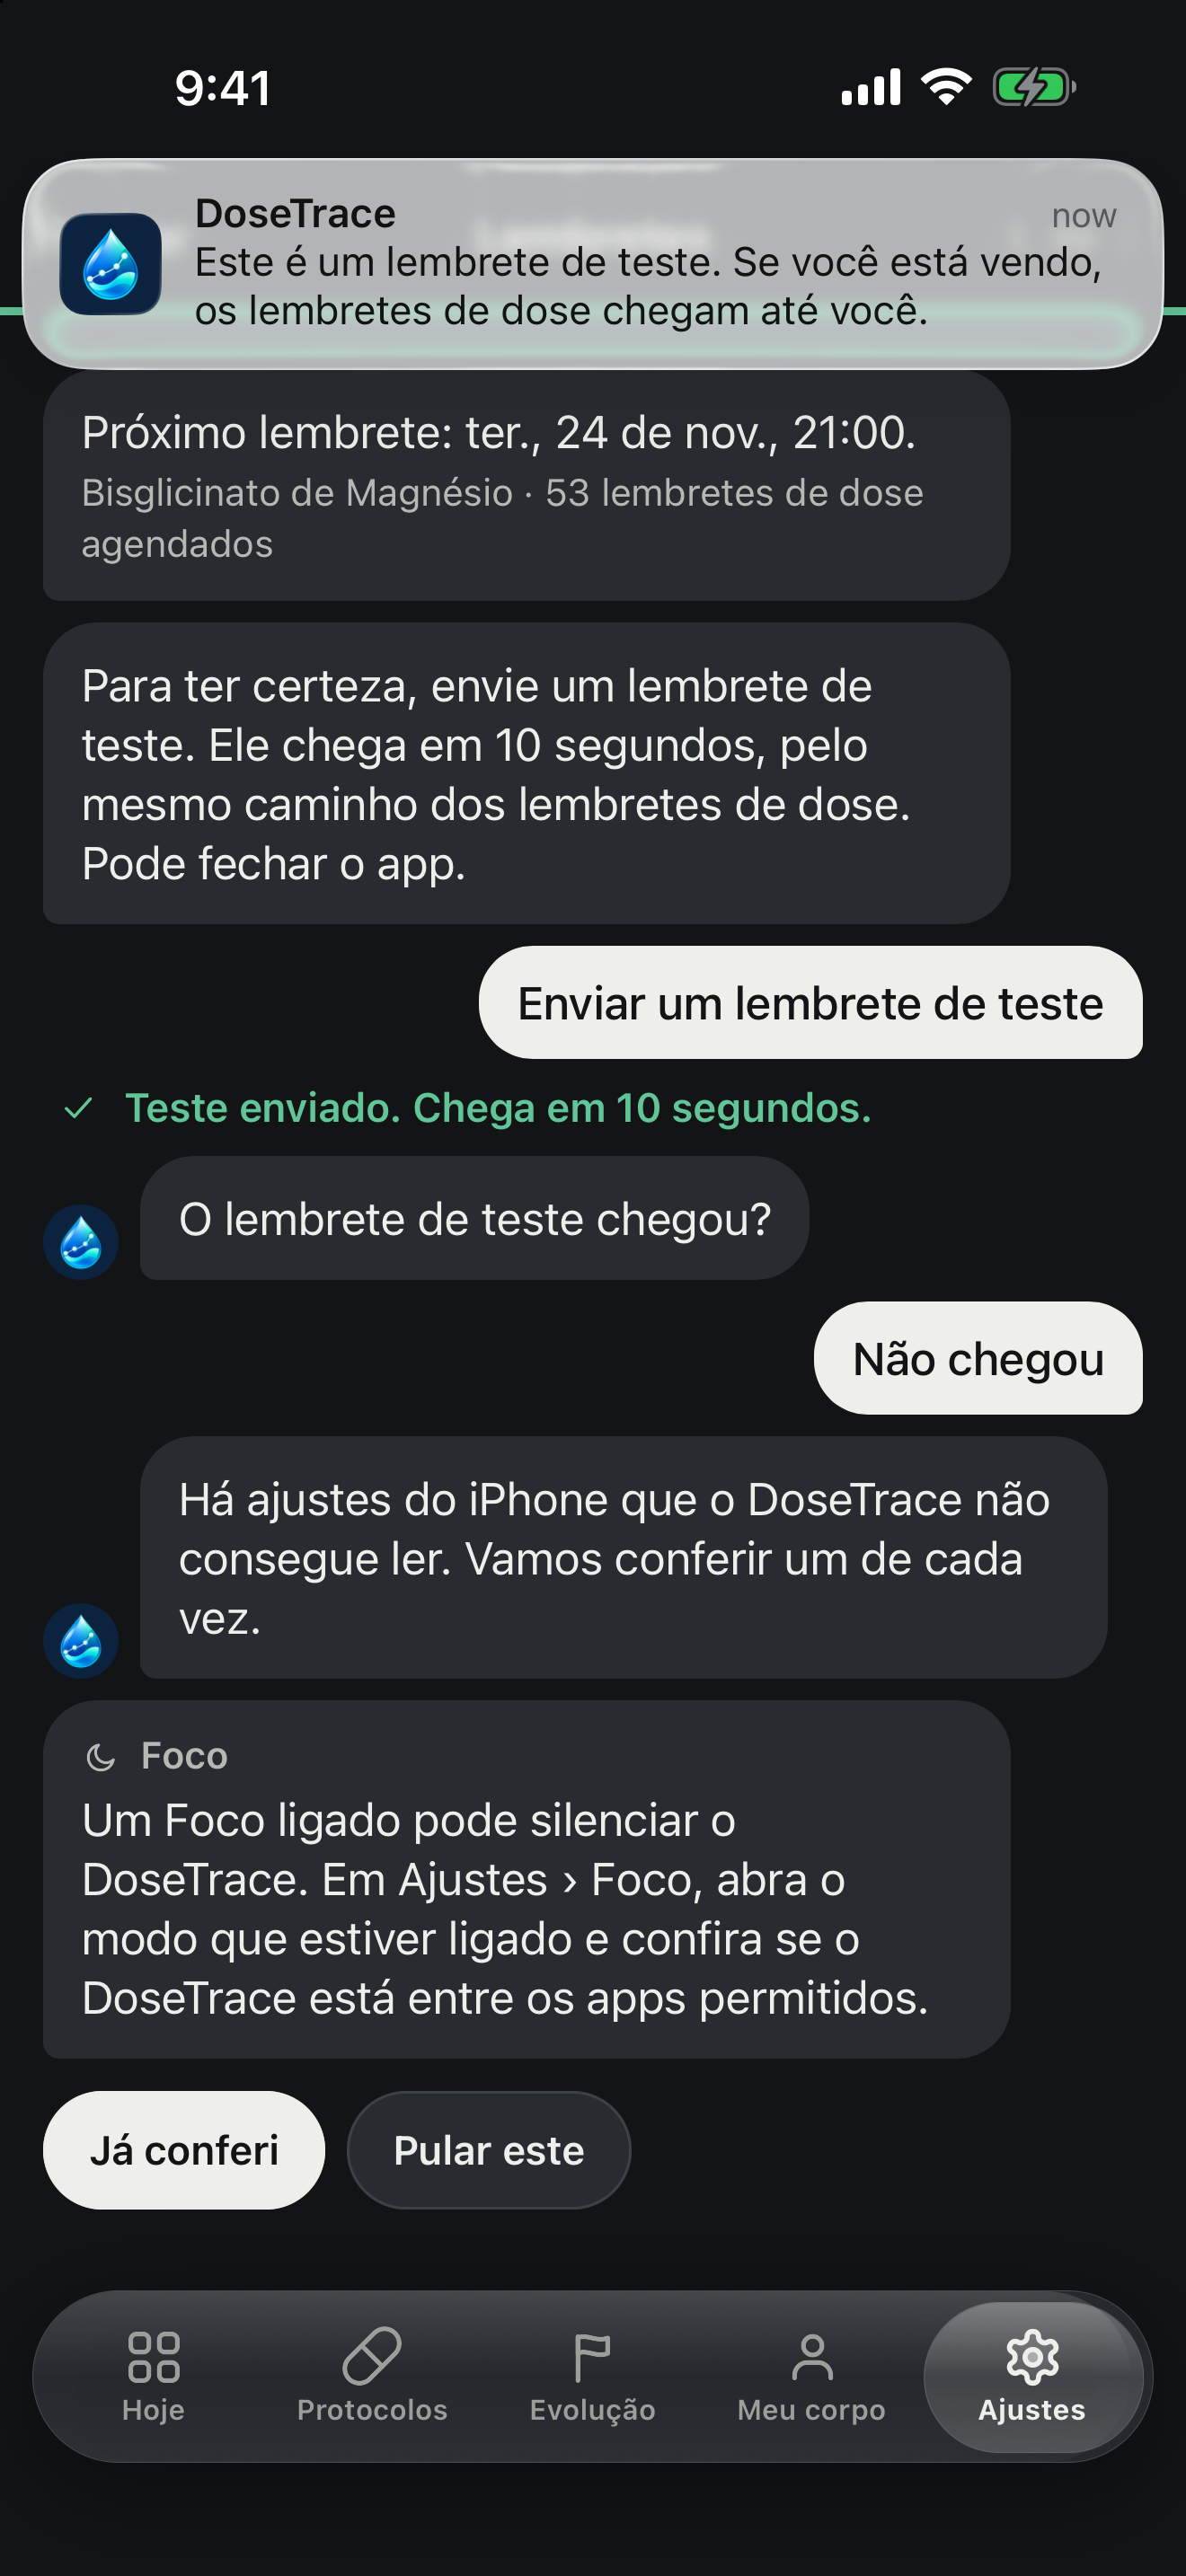 9:41
DoseTrace
now
Este é um lembrete de teste. Se você está vendo,
os lembretes de dose chegam até você.
Próximo lembrete: ter., 24 de nov., 21:00.
Bisglicinato de Magnésio · 53 lembretes de dose
agendados
Para ter certeza, envie um lembrete de
teste. Ele chega em 10 segundos, pelo
mesmo caminho dos lembretes de dose.
Pode fechar o app.
Enviar um lembrete de teste
Teste enviado. Chega em 10 segundos.
O lembrete de teste chegou?
Não chegou
Há ajustes do iPhone que o DoseTrace não
consegue ler. Vamos conferir um de cada
vez.
Foco
Um Foco ligado pode silenciar o
DoseTrace. Em Ajustes › Foco, abra o
modo que estiver ligado e confira se o
DoseTrace está entre os apps permitidos.
Já conferi
Pular este
Hoje
Protocolos
Evolução
Meu corpo
Ajustes